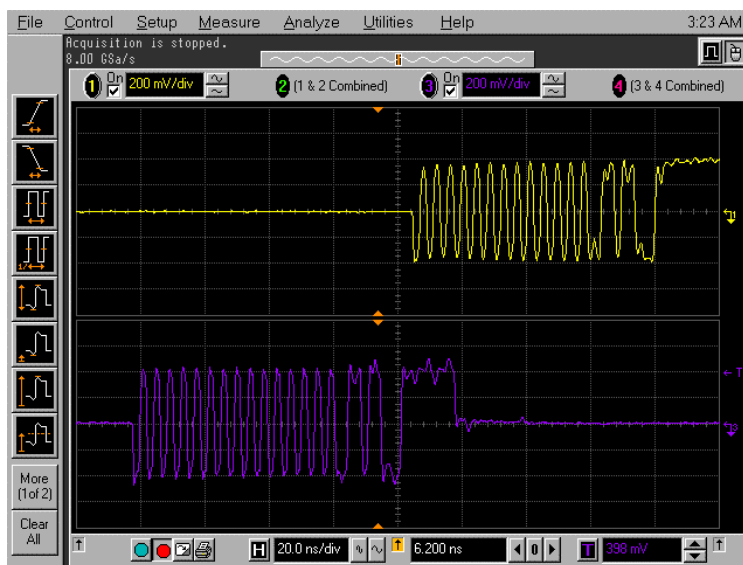 File Control Setup Measure Analyze Utilities Help 3:23 AM
Acquisition is stopped.
8.00 GSa/s
1 On 200 mV/div 2 (1 & 2 Combined) 3 On 200 mV/div 4 (3 & 4 Combined)
1
T
3
More
(1of 2)
Clear
All
H 20.0 ns/div 6.200 ns 0 T 398 mV